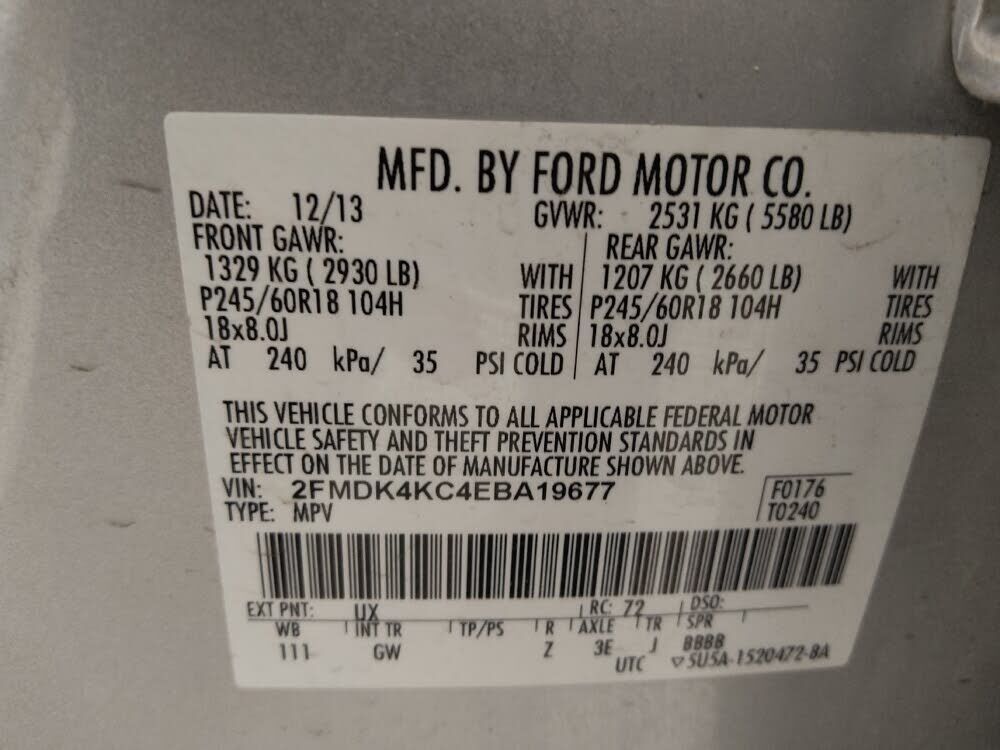 MFD. BY FORD MOTOR CO.
DATE: 12/13 GVWR: 2531 KG ( 5580 LB)
FRONT GAWR: REAR GAWR:
1329 KG ( 2930 LB) WITH 1207 KG ( 2660 LB) WITH
P245/60R18 104H TIRES P245/60R18 104H TIRES
18x8.0J RIMS 18x8.0J RIMS
AT 240 kPa/ 35 PSI COLD AT 240 kPa/ 35 PSI COLD
THIS VEHICLE CONFORMS TO ALL APPLICABLE FEDERAL MOTOR
VEHICLE SAFETY AND THEFT PREVENTION STANDARDS IN
EFFECT ON THE DATE OF MANUFACTURE SHOWN ABOVE.
VIN: 2FMDK4KC4EBA19677 F0176
TYPE: MPV T0240
EXT PNT: UX RC: 72 DSO:
WB INT TR TP/PS R AXLE TR SPR
111 GW Z 3E J BBBB
UTC ▽5U5A-1520472-BA